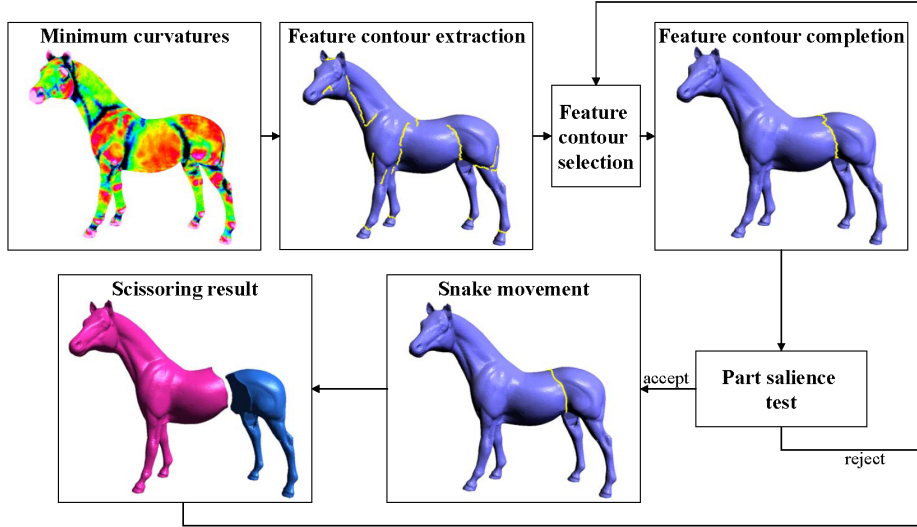 Minimum curvatures
Feature contour extraction
Feature
contour
selection
Feature contour completion
Scissoring result
Snake movement
accept
Part salience
test
reject